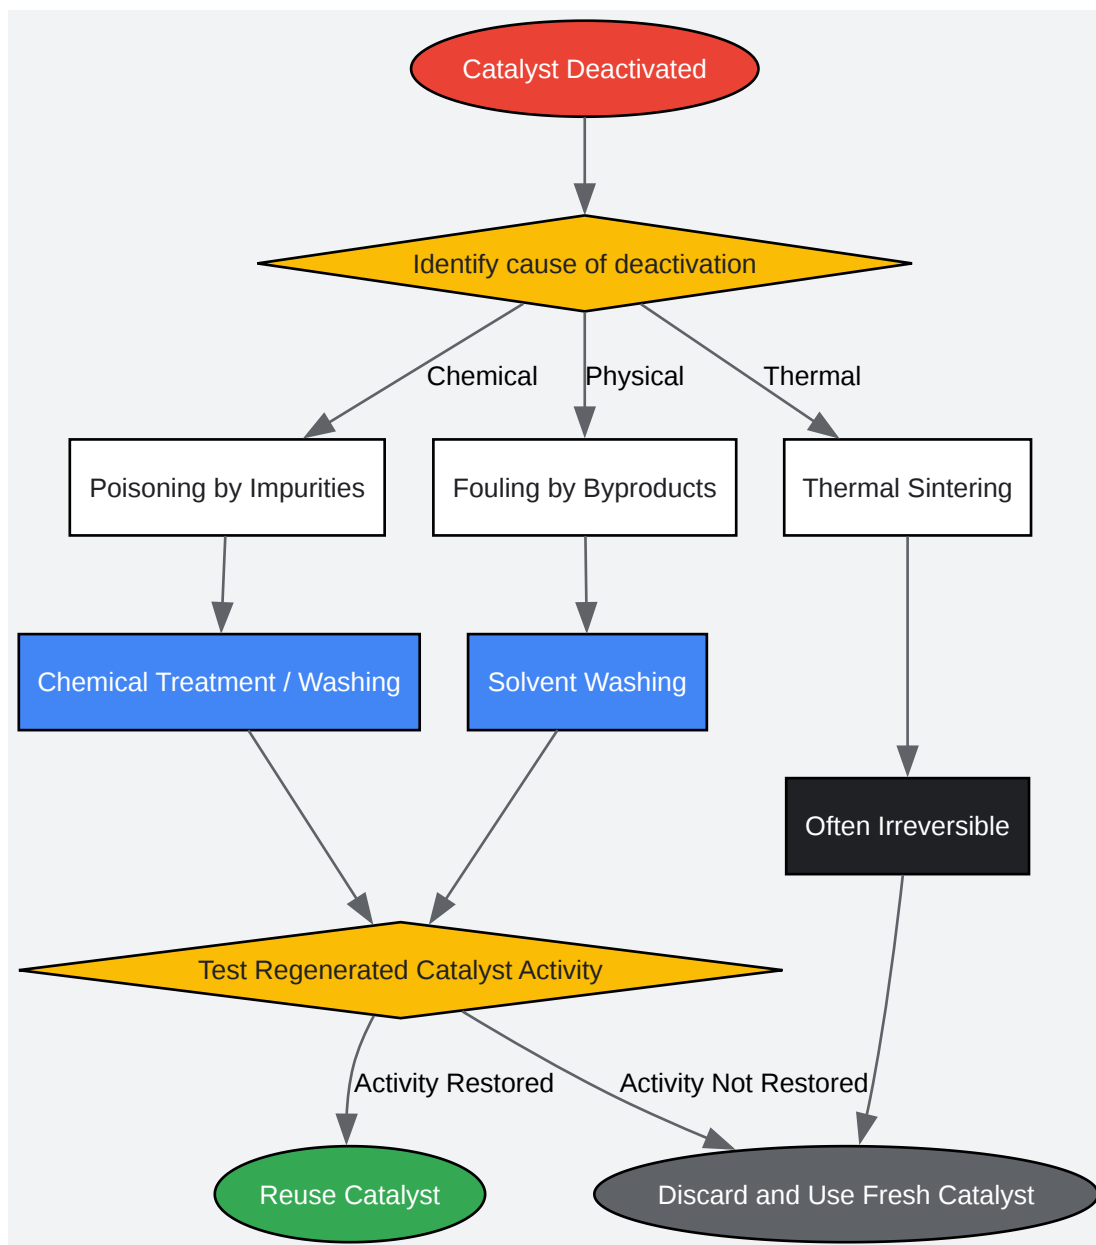 Catalyst Deactivated
Identify cause of deactivation
Chemical
Physical
Thermal
Poisoning by Impurities
Fouling by Byproducts
Thermal Sintering
Chemical Treatment / Washing
Solvent Washing
Often Irreversible
Test Regenerated Catalyst Activity
Activity Restored
Activity Not Restored
Reuse Catalyst
Discard and Use Fresh Catalyst